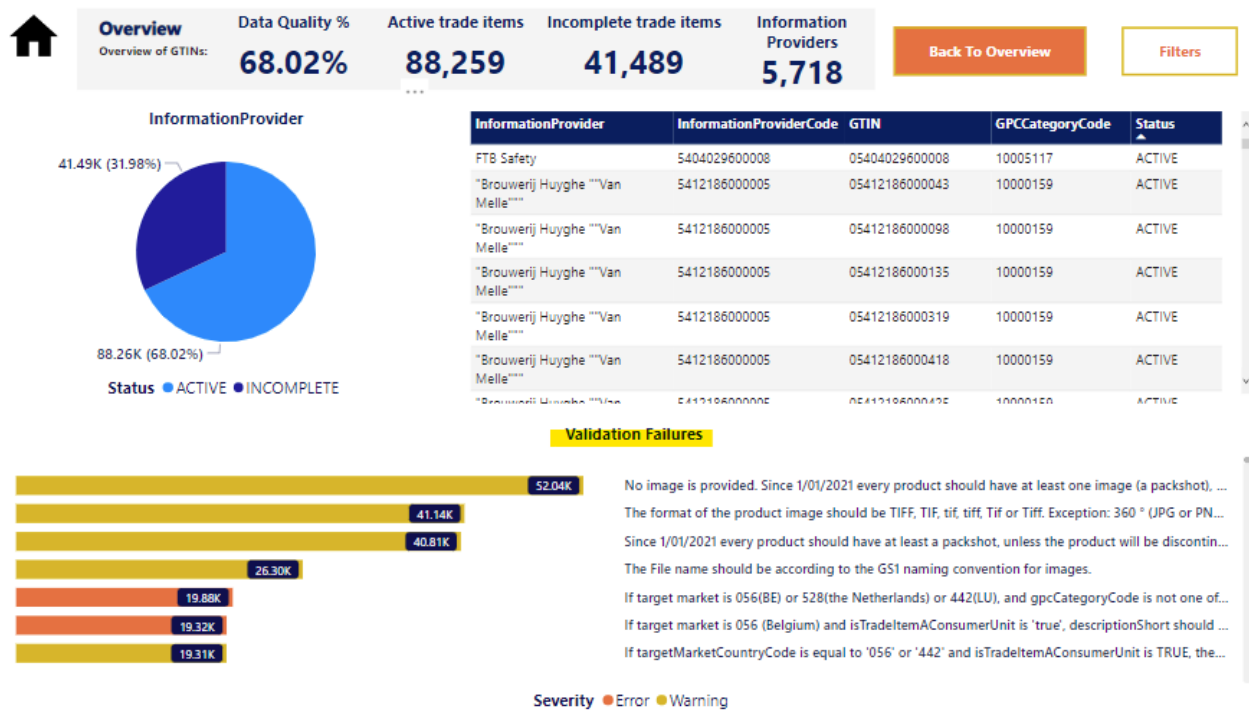 Overview
Overview of GTINs:
Data Quality %
68.02%
Active trade items
88,259
Incomplete trade items
41,489
Information
Providers
5,718
Back To Overview
Filters
InformationProvider
41.49K (31.98%)
88.26K (68.02%)
Status ACTIVE INCOMPLETE
InformationProvider InformationProviderCode GTIN GPCCategoryCode Status
FTB Safety 5404029600008 05404029600008 10005117 ACTIVE
"Brouwerij Huyghe ""Van 5412186000005 05412186000043 10000159 ACTIVE
Melle"""
"Brouwerij Huyghe ""Van 5412186000005 05412186000098 10000159 ACTIVE
Melle"""
"Brouwerij Huyghe ""Van 5412186000005 05412186000135 10000159 ACTIVE
Melle"""
"Brouwerij Huyghe ""Van 5412186000005 05412186000319 10000159 ACTIVE
Melle"""
"Brouwerij Huyghe ""Van 5412186000005 05412186000418 10000159 ACTIVE
Melle"""
Validation Failures
52.04K No image is provided. Since 1/01/2021 every product should have at least one image (a packshot), ...
41.14K The format of the product image should be TIFF, TIF, tif, tiff, Tif or Tiff. Exception: 360 ° (JPG or PN...
40.81K Since 1/01/2021 every product should have at least a packshot, unless the product will be discontin...
26.30K The File name should be according to the GS1 naming convention for images.
19.88K If target market is 056(BE) or 528(the Netherlands) or 442(LU), and gpcCategoryCode is not one of...
19.32K If target market is 056 (Belgium) and isTradeItemAConsumerUnit is 'true', descriptionShort should ...
19.31K If targetMarketCountryCode is equal to '056' or '442' and isTradeItemAConsumerUnit is TRUE, the...
Severity Error Warning